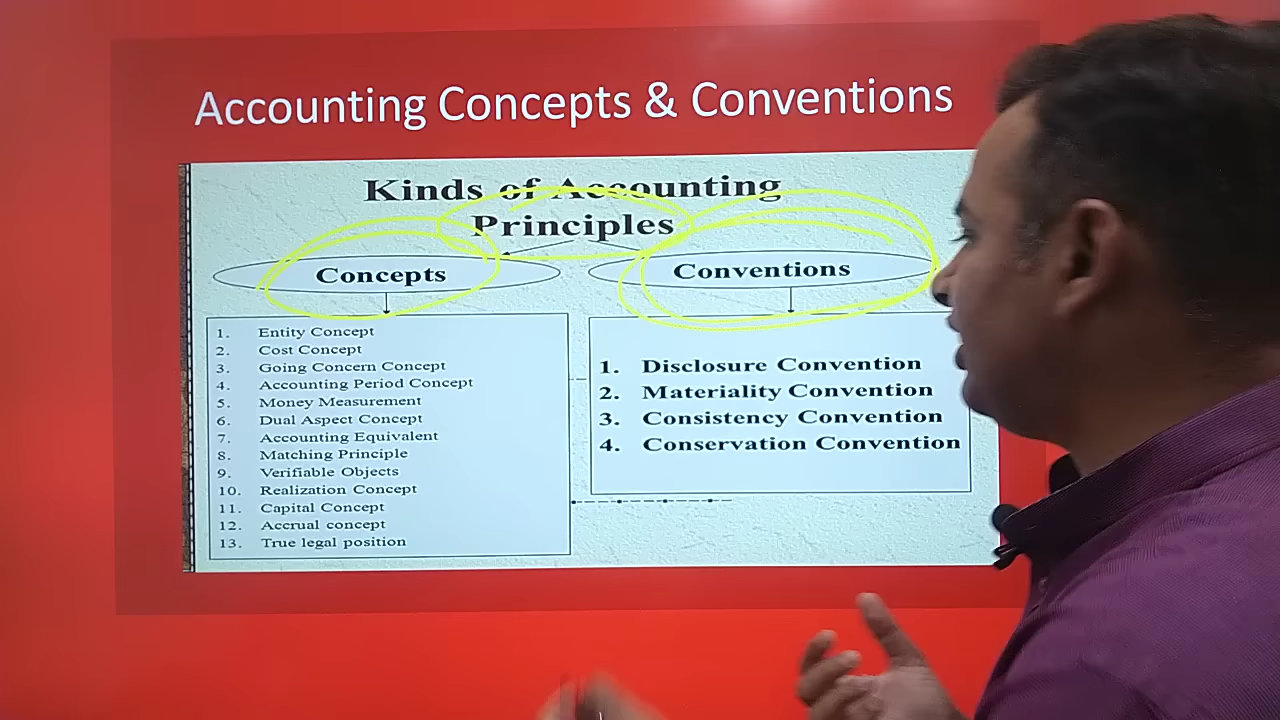 Accounting Concepts & Conventions
Kinds of Accounting
Principles
Concepts
Conventions
1. Entity Concept
2. Cost Concept
3. Going Concern Concept
4. Accounting Period Concept
5. Money Measurement
6. Dual Aspect Concept
7. Accounting Equivalent
8. Matching Principle
9. Verifiable Objects
10. Realization Concept
11. Capital Concept
12. Accrual concept
13. True legal position
1. Disclosure Convention
2. Materiality Convention
3. Consistency Convention
4. Conservation Convention